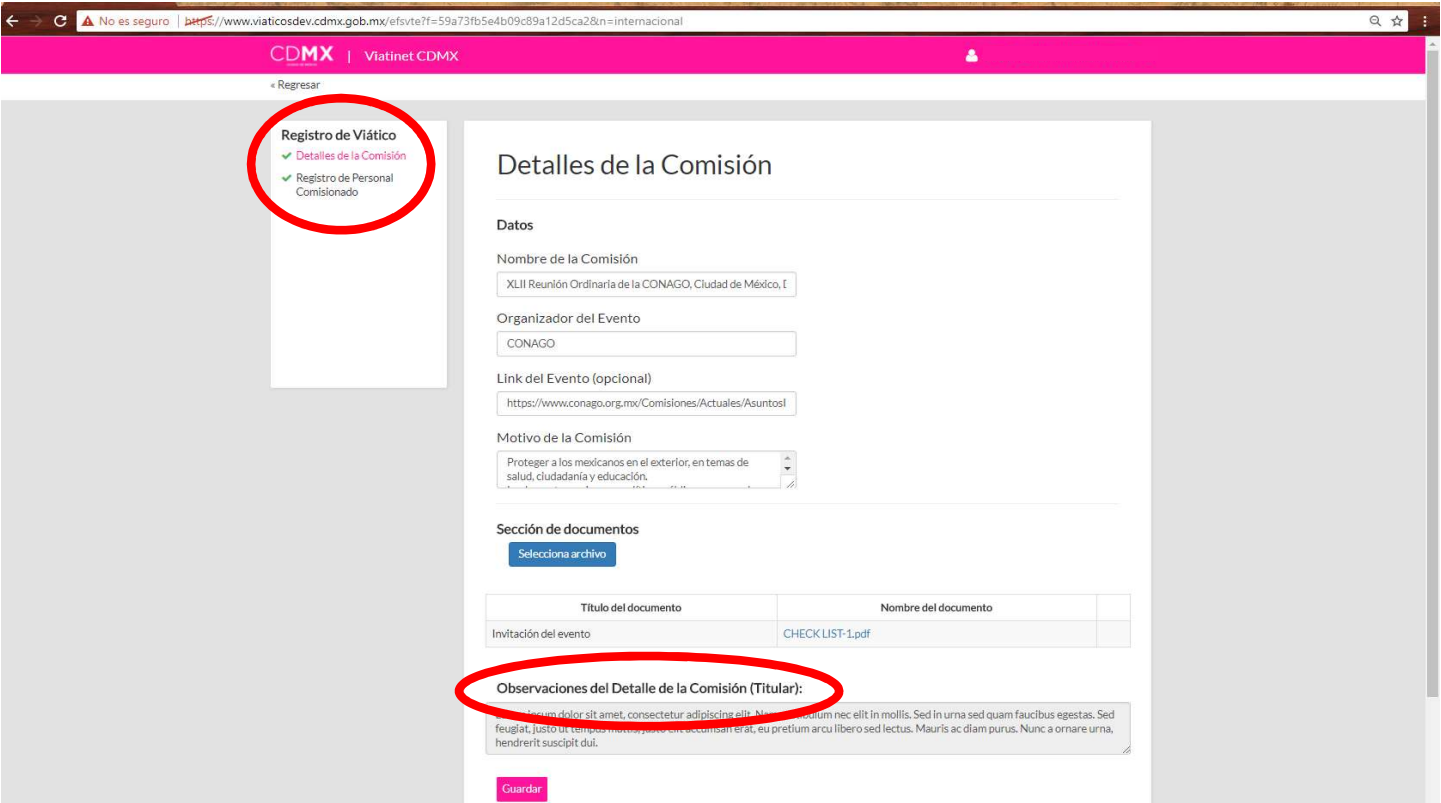 No es seguro | https://www.viaticosdev.cdmx.gob.mx/efsvte?f=59a73fb5e4b09c89a12d5ca2&n=internacional
CDMX | Viatinet CDMX
« Regresar
Registro de Viático
Detalles de la Comisión
Registro de Personal
Comisionado
Detalles de la Comisión
Datos
Nombre de la Comisión
XLII Reunión Ordinaria de la CONAGO, Ciudad de México, D
Organizador del Evento
CONAGO
Link del Evento (opcional)
https://www.conago.org.mx/Comisiones/Actuales/AsuntosI
Motivo de la Comisión
Proteger a los mexicanos en el exterior, en temas de
salud, ciudadanía y educación.
Sección de documentos
Selecciona archivo
Título del documento Nombre del documento
Invitación del evento CHECK LIST-1.pdf
Observaciones del Detalle de la Comisión (Titular):
ipsum dolor sit amet, consectetur adipiscing elit. nec elit in mollis. Sed in urna sed quam faucibus egestas. Sed
feugiat, justo ut tempus mattis, justo elit accumsan erat, eu pretium arcu libero sed lectus. Mauris ac diam purus. Nunc a ornare urna,
hendrerit suscipit dui.
Guardar